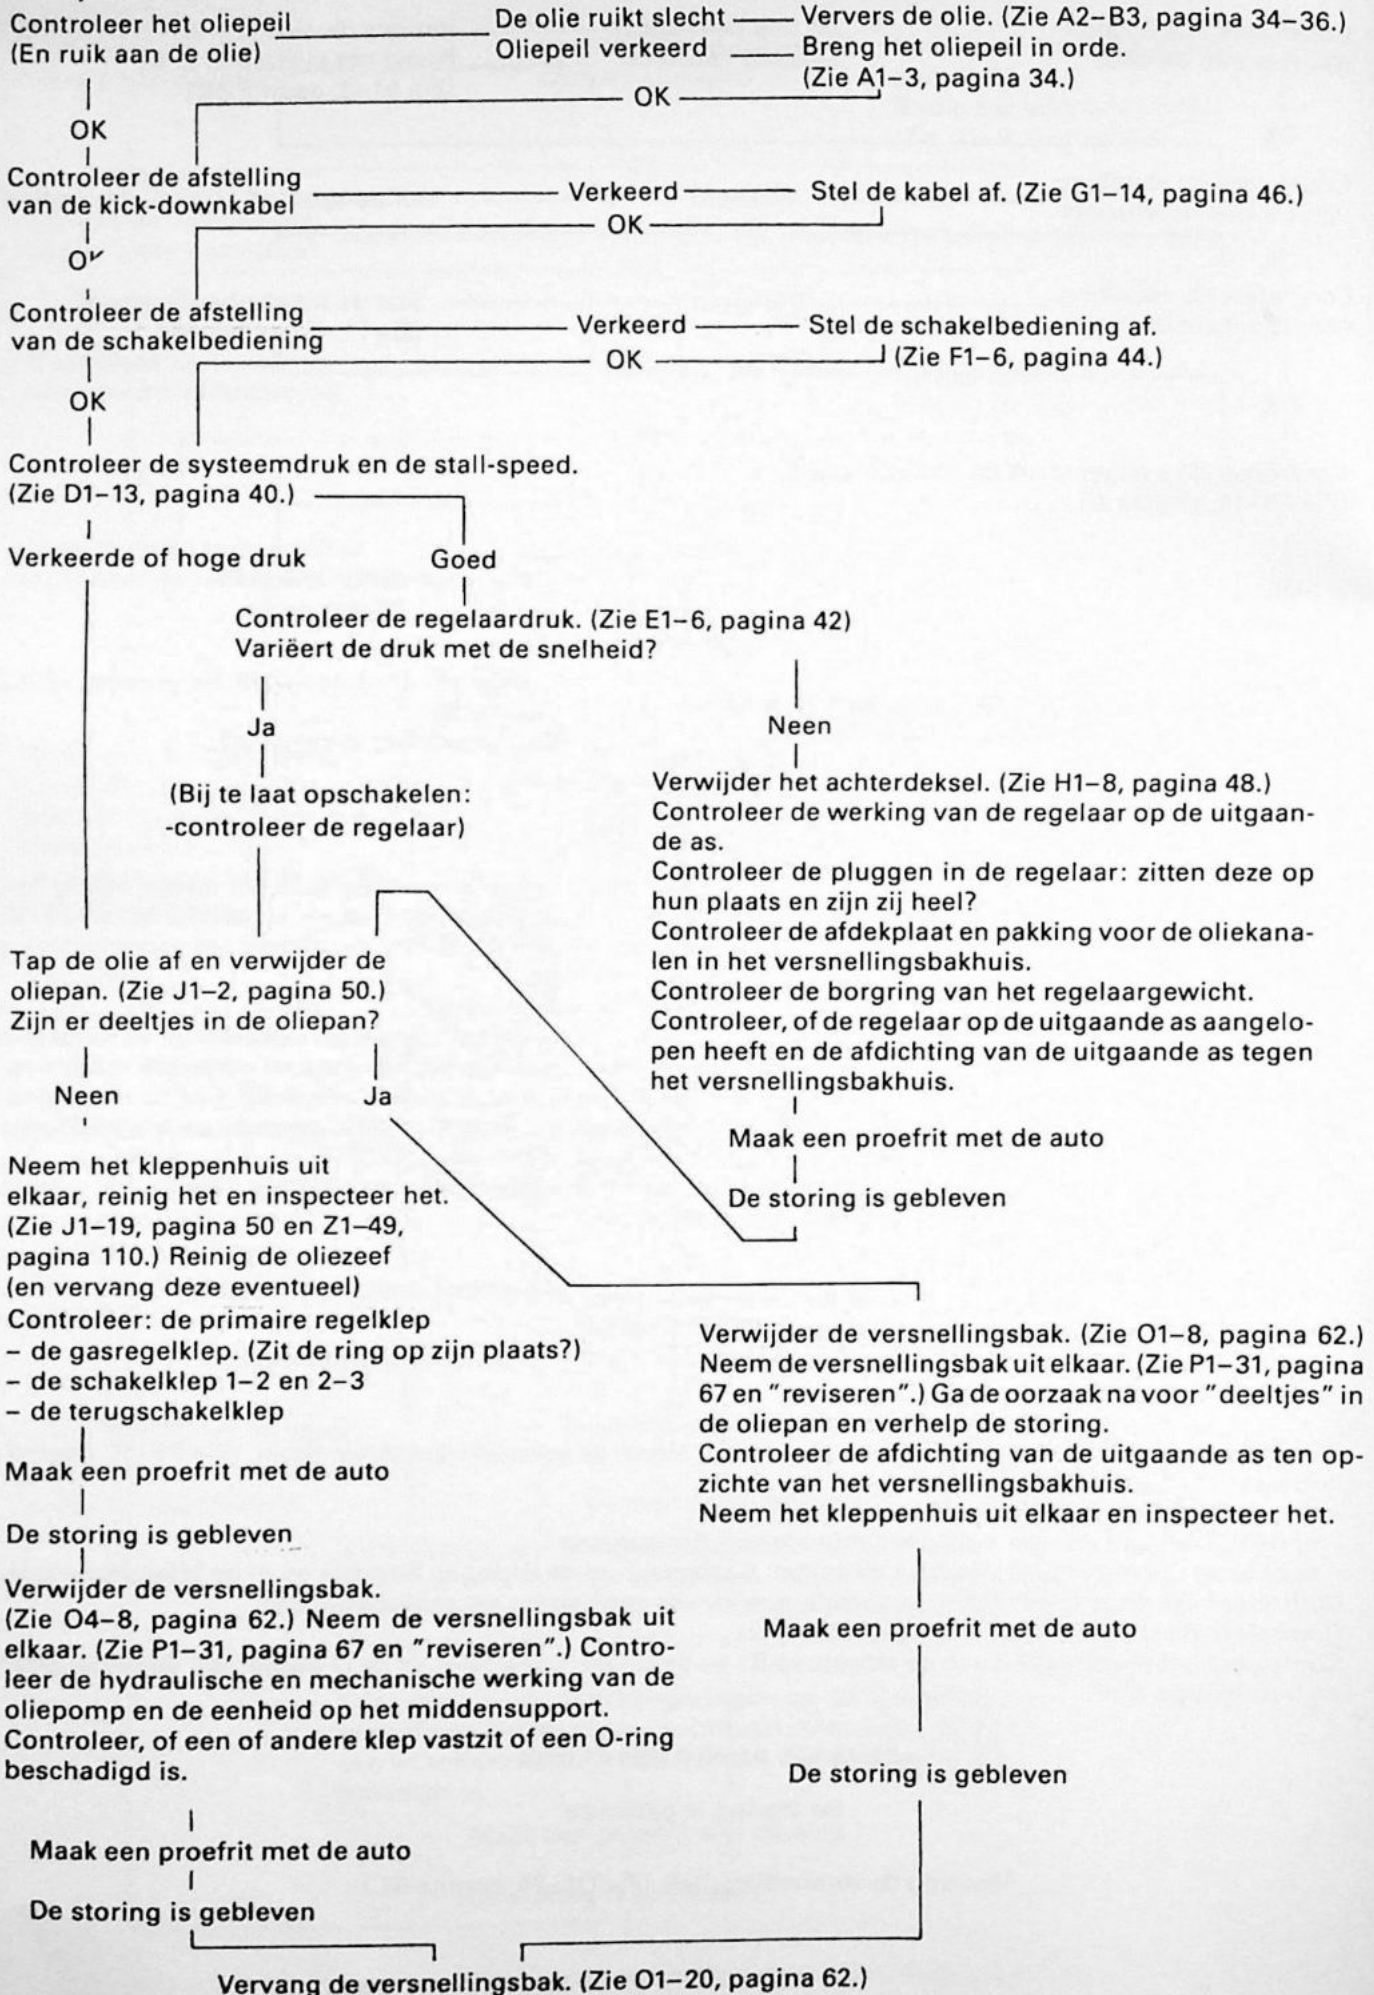 Controleer het oliepeil
(En ruik aan de olie)
De olie ruikt slecht
Ververs de olie. (Zie A2–B3, pagina 34–36.)
Oliepeil verkeerd
Breng het oliepeil in orde.
(Zie A1–3, pagina 34.)
OK
OK
Controleer de afstelling
van de kick-downkabel
Verkeerd
Stel de kabel af. (Zie G1–14, pagina 46.)
OK
Controleer de afstelling
van de schakelbediening
Verkeerd
Stel de schakelbediening af.
(Zie F1–6, pagina 44.)
OK
OK
Controleer de systeemdruk en de stall-speed.
(Zie D1–13, pagina 40.)
Verkeerde of hoge druk
Goed
Controleer de regelaardruk. (Zie E1–6, pagina 42)
Variëert de druk met de snelheid?
Ja
Neen
(Bij te laat opschakelen:
-controleer de regelaar)
Verwijder het achterdeksel. (Zie H1–8, pagina 48.)
Controleer de werking van de regelaar op de uitgaan-
de as.
Controleer de pluggen in de regelaar: zitten deze op
hun plaats en zijn zij heel?
Controleer de afdekplaat en pakking voor de oliekana-
len in het versnellingsbakhuis.
Controleer de borgring van het regelaargewicht.
Controleer, of de regelaar op de uitgaande as aangelo-
pen heeft en de afdichting van de uitgaande as tegen
het versnellingsbakhuis.
Maak een proefrit met de auto
De storing is gebleven
Tap de olie af en verwijder de
oliepan. (Zie J1–2, pagina 50.)
Zijn er deeltjes in de oliepan?
Neen
Ja
Neem het kleppenhuis uit
elkaar, reinig het en inspecteer het.
(Zie J1–19, pagina 50 en Z1–49,
pagina 110.) Reinig de oliezeef
(en vervang deze eventueel)
Controleer: de primaire regelklep
– de gasregelklep. (Zit de ring op zijn plaats?)
– de schakelklep 1–2 en 2–3
– de terugschakelklep
Maak een proefrit met de auto
De storing is gebleven
Verwijder de versnellingsbak.
(Zie O4–8, pagina 62.) Neem de versnellingsbak uit
elkaar. (Zie P1–31, pagina 67 en "reviseren".) Contro-
leer de hydraulische en mechanische werking van de
oliepomp en de eenheid op het middensupport.
Controleer, of een of andere klep vastzit of een O-ring
beschadigd is.
Maak een proefrit met de auto
De storing is gebleven
Verwijder de versnellingsbak. (Zie O1–8, pagina 62.)
Neem de versnellingsbak uit elkaar. (Zie P1–31, pagina
67 en "reviseren".) Ga de oorzaak na voor "deeltjes" in
de oliepan en verhelp de storing.
Controleer de afdichting van de uitgaande as ten op-
zichte van het versnellingsbakhuis.
Neem het kleppenhuis uit elkaar en inspecteer het.
Maak een proefrit met de auto
De storing is gebleven
Vervang de versnellingsbak. (Zie O1–20, pagina 62.)